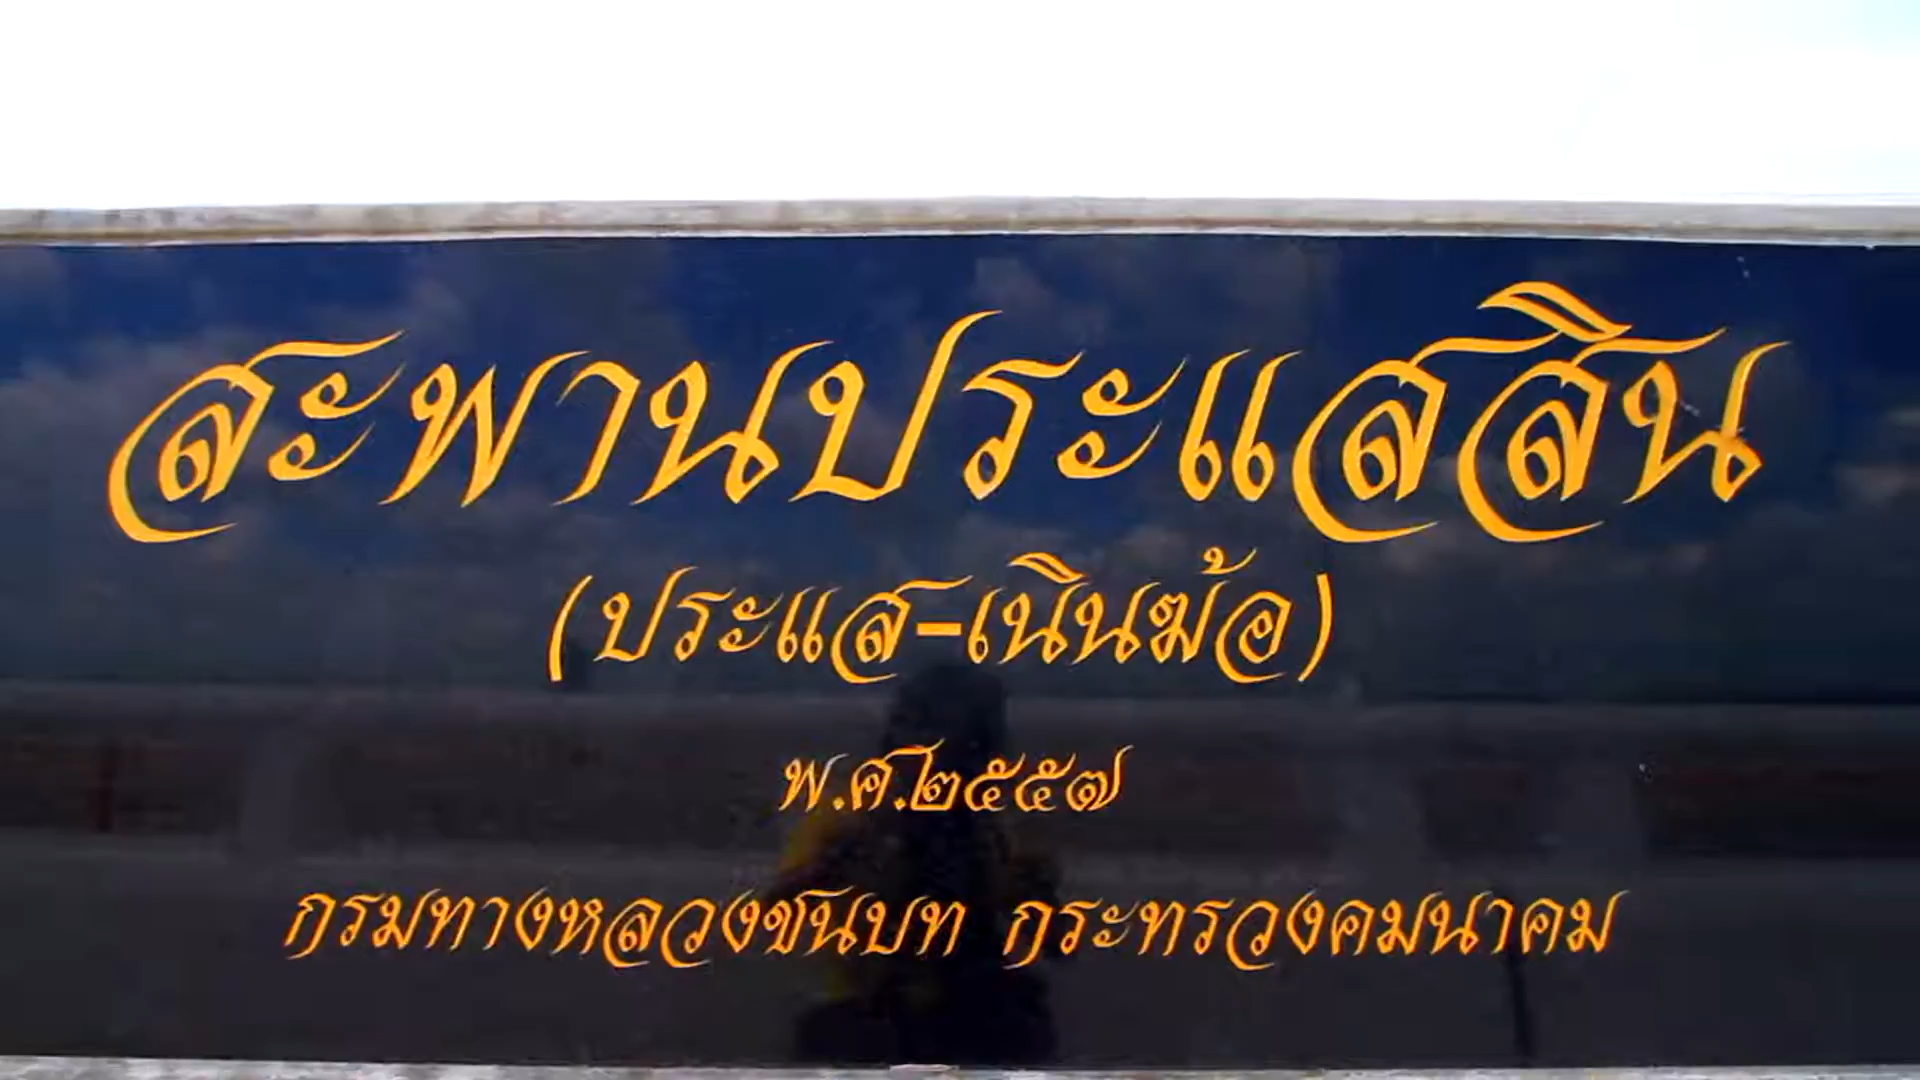 สะพานประแสสิน
(ประแส-เนินฆ้อ)
พ.ศ.๒๕๕๗
กรมทางหลวงชนบท กระทรวงคมนาคม